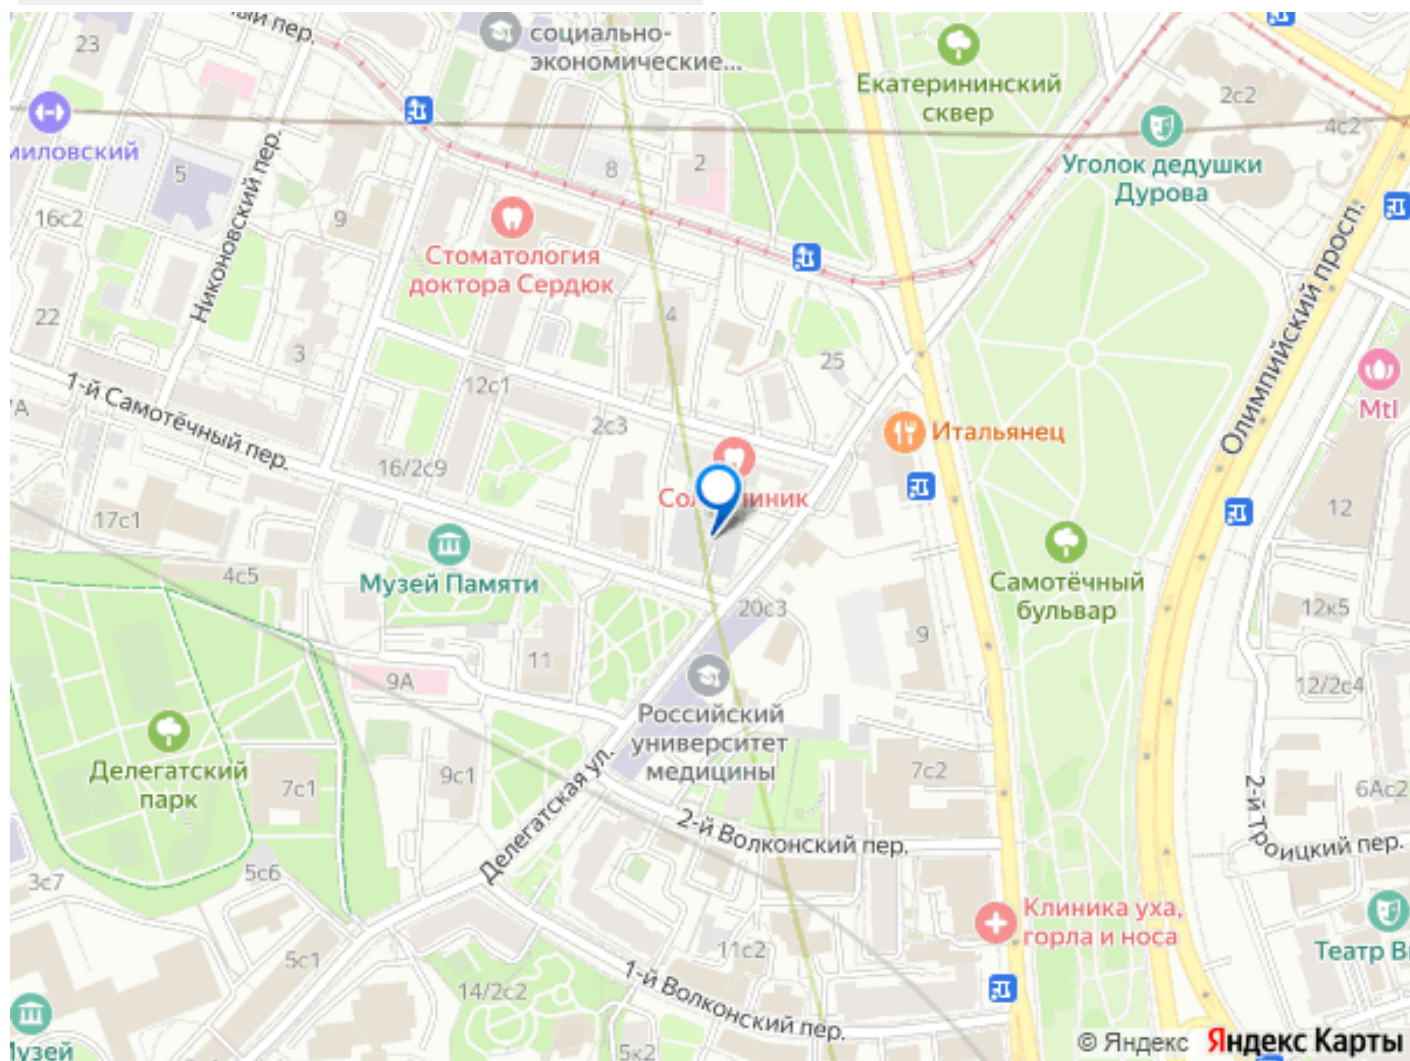 23
пер.
социально-
экономические...
Екатерининский
сквер
2с2
4с2
миловский
Уголок дедушки
Дурова
5
8
2
16с2
9
Никоновский пер.
Стоматология
доктора Сердюк
Олимпийский просп.
22
4
3
25
12с1
1-й Самотёчный пер.
2с3
Итальянец
Mtl
16/2с9
17с1
12
Музей Памяти
4с5
Самотёчный
бульвар
20с3
12к5
9
11
9А
12/2с4
Российский
университет
медицины
Делегатский
парк
7с1
9с1
7с2
6Ас2
Делегатская ул.
2-й Волконский пер.
2-й Троицкий пер.
3с7
5с6
Клиника уха,
горла и носа
11с2
5с1
Театр
14/2с2
1-й Волконский пер.
5к2
© Яндекс Яндекс Карты